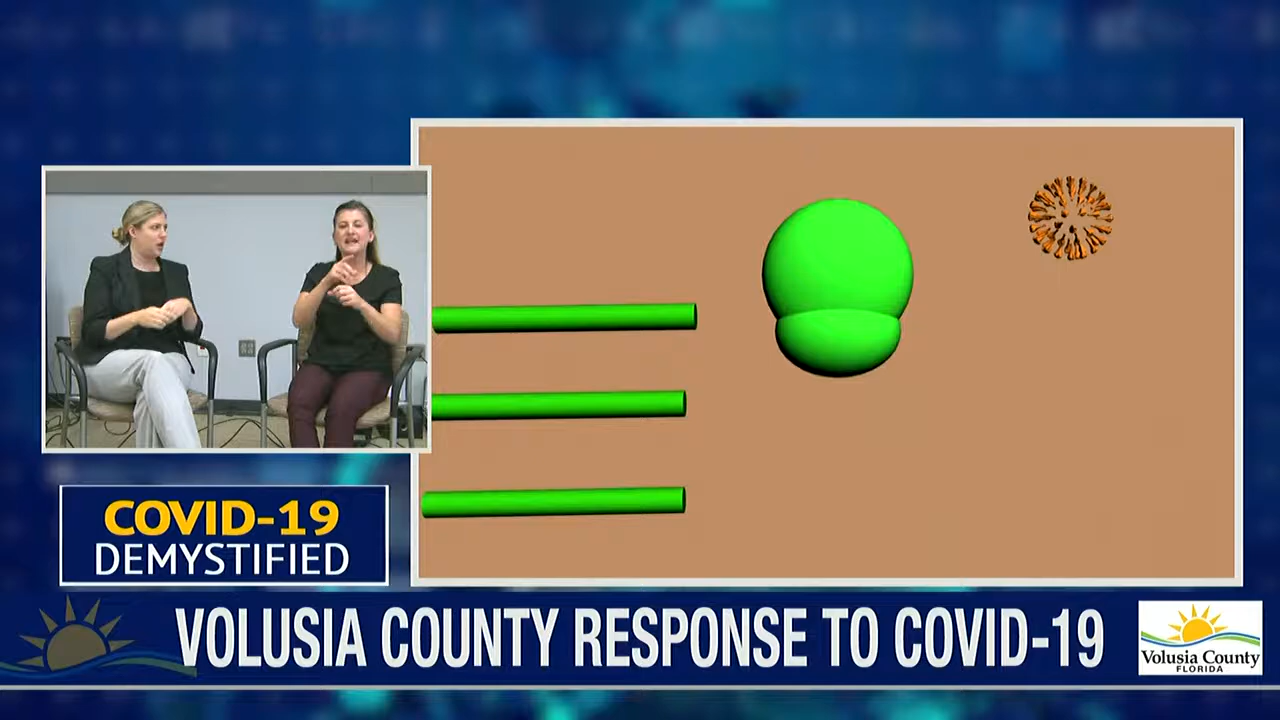 COVID-19
DEMYSTIFIED
VOLUSIA COUNTY RESPONSE TO COVID-19
Volusia County
FLORIDA